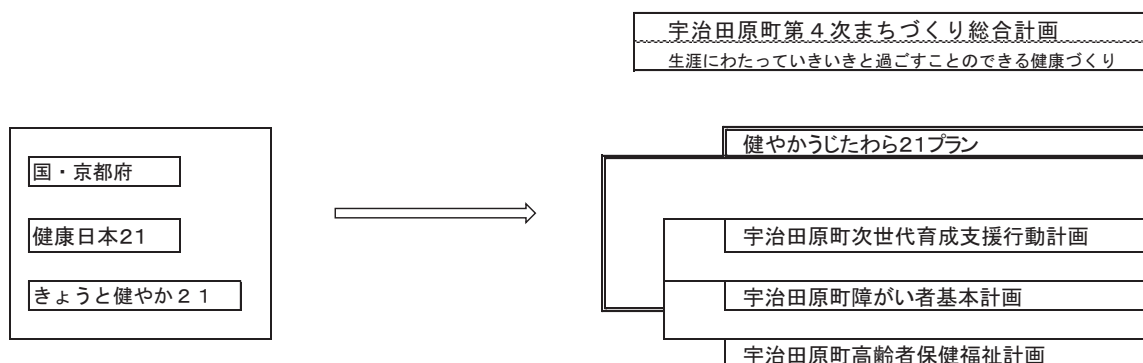 宇治田原町第４次まちづくり総合計画
生涯にわたっていきいきと過ごすことのできる健康づくり
健やかうじたわら21プラン
国・京都府
健康日本21
宇治田原町次世代育成支援行動計画
きょうと健やか２１
宇治田原町障がい者基本計画
宇治田原町高齢者保健福祉計画